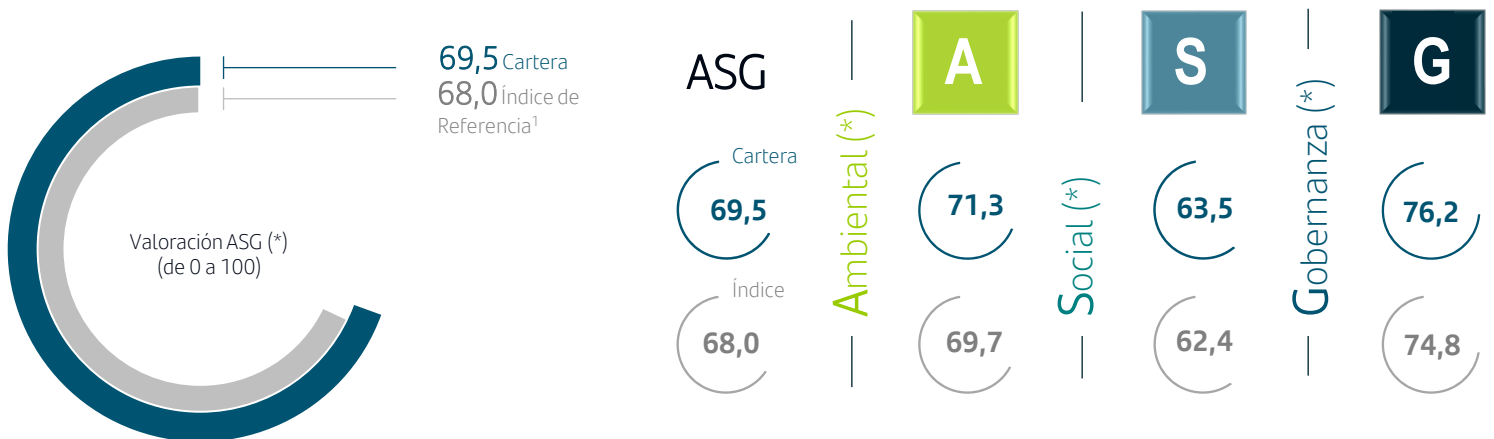 69,5 Cartera
68,0 Índice de
Referencia¹
Valoración ASG (*)
(de 0 a 100)
ASG
Cartera
69,5
Índice
68,0
Ambiental (*)
A
71,3
69,7
Social (*)
S
63,5
62,4
Gobernanza (*)
G
76,2
74,8